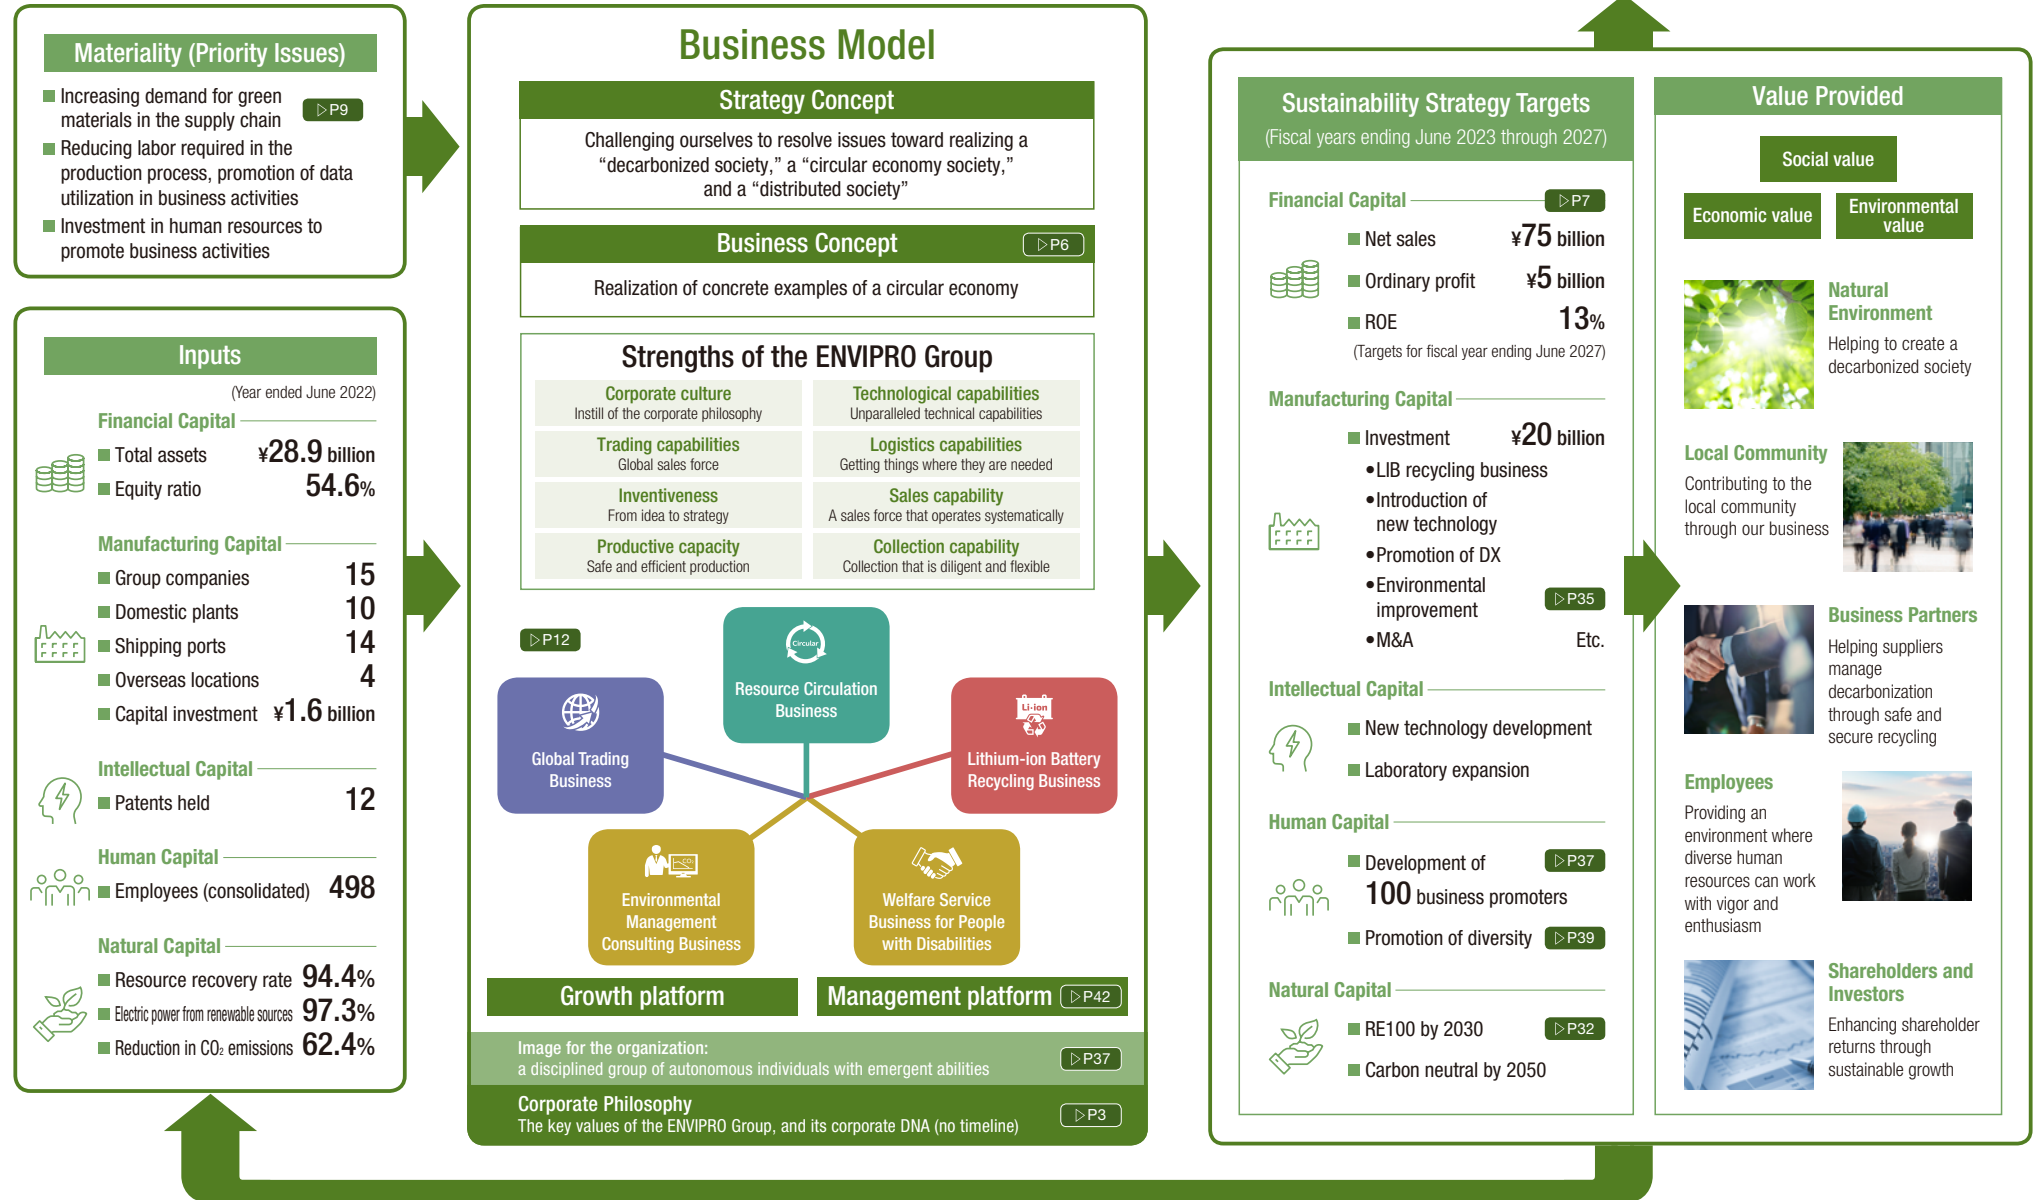 Materiality (Priority Issues)
Increasing demand for green
materials in the supply chain
▷P9
Reducing labor required in the
production process, promotion of data
utilization in business activities
Investment in human resources to
promote business activities
Inputs
(Year ended June 2022)
Financial Capital
Total assets ¥28.9 billion
Equity ratio 54.6%
Manufacturing Capital
Group companies 15
Domestic plants 10
Shipping ports 14
Overseas locations 4
Capital investment ¥1.6 billion
Intellectual Capital
Patents held 12
Human Capital
Employees (consolidated) 498
Natural Capital
Resource recovery rate 94.4%
Electric power from renewable sources 97.3%
Reduction in CO₂ emissions 62.4%
Business Model
Strategy Concept
Challenging ourselves to resolve issues toward realizing a
“decarbonized society,” a “circular economy society,”
and a “distributed society”
Business Concept ▷P6
Realization of concrete examples of a circular economy
Strengths of the ENVIPRO Group
Corporate culture
Instill of the corporate philosophy
Technological capabilities
Unparalleled technical capabilities
Trading capabilities
Global sales force
Logistics capabilities
Getting things where they are needed
Inventiveness
From idea to strategy
Sales capability
A sales force that operates systematically
Productive capacity
Safe and efficient production
Collection capability
Collection that is diligent and flexible
▷P12
Circular
Resource Circulation
Business
Global Trading
Business
Li-ion
Lithium-ion Battery
Recycling Business
CO₂
Environmental
Management
Consulting Business
Welfare Service
Business for People
with Disabilities
Growth platform
Management platform ▷P42
Image for the organization:
a disciplined group of autonomous individuals with emergent abilities
▷P37
Corporate Philosophy
The key values of the ENVIPRO Group, and its corporate DNA (no timeline)
▷P3
Sustainability Strategy Targets
(Fiscal years ending June 2023 through 2027)
Financial Capital ▷P7
Net sales ¥75 billion
Ordinary profit ¥5 billion
ROE 13%
(Targets for fiscal year ending June 2027)
Manufacturing Capital
Investment ¥20 billion
•LIB recycling business
•Introduction of
new technology
•Promotion of DX
•Environmental
improvement ▷P35
•M&A Etc.
Intellectual Capital
New technology development
Laboratory expansion
Human Capital
Development of ▷P37
100 business promoters
Promotion of diversity ▷P39
Natural Capital
RE100 by 2030 ▷P32
Carbon neutral by 2050
Value Provided
Social value
Economic value
Environmental
value
Natural
Environment
Helping to create a
decarbonized society
Local Community
Contributing to the
local community
through our business
Business Partners
Helping suppliers
manage
decarbonization
through safe and
secure recycling
Employees
Providing an
environment where
diverse human
resources can work
with vigor and
enthusiasm
Shareholders and
Investors
Enhancing shareholder
returns through
sustainable growth